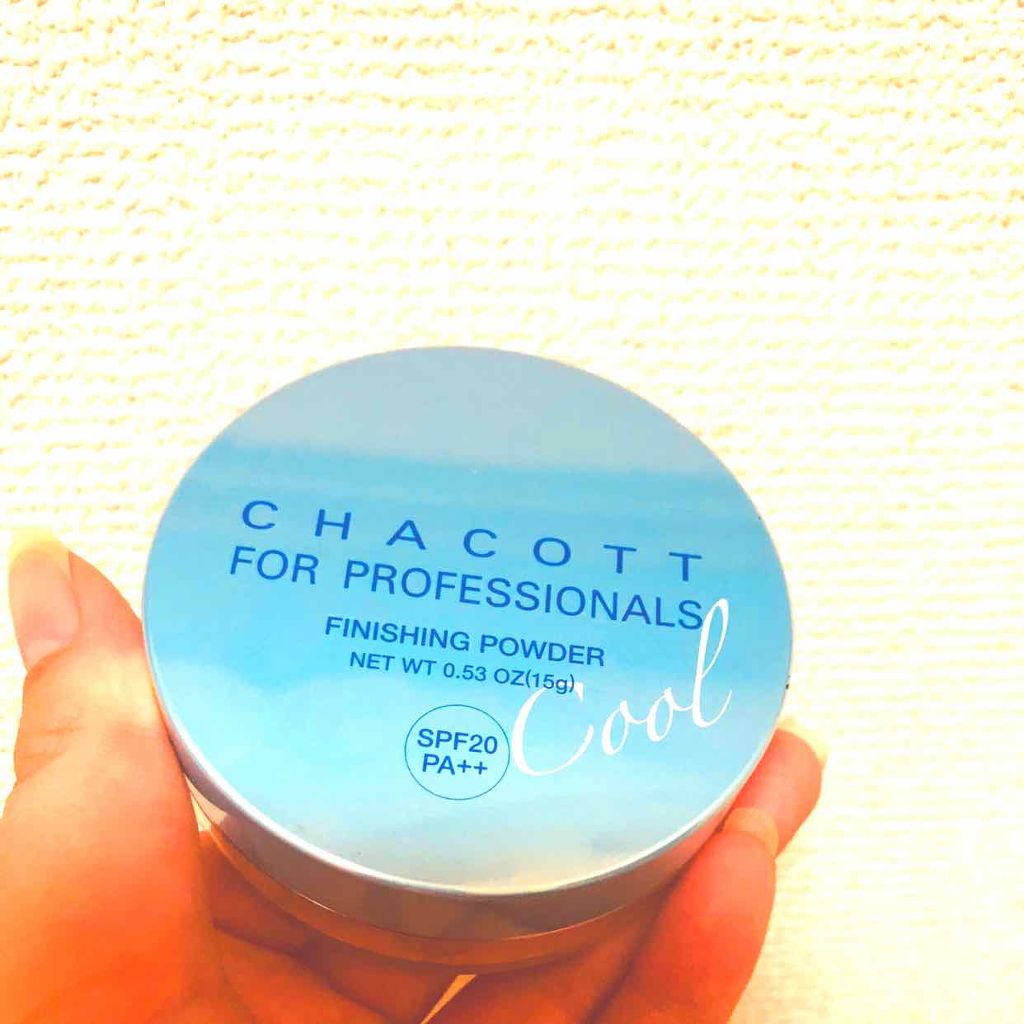 CHACOTT
FOR PROFESSIONALS
FINISHING POWDER
NET WT 0.53 OZ(15g)
Cool
SPF20
PA++